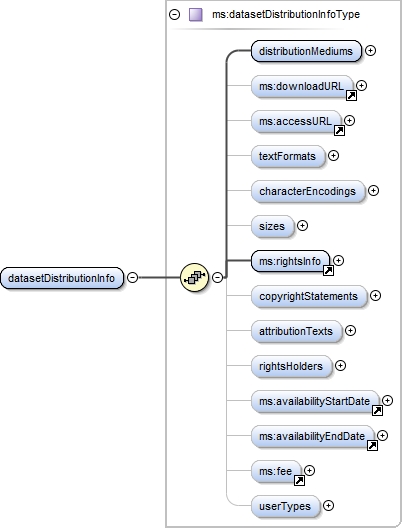 ms:datasetDistributionInfoType
distributionMediums
ms:downloadURL
ms:accessURL
textFormats
characterEncodings
sizes
datasetDistributionInfo
ms:rightsInfo
copyrightStatements
attributionTexts
rightsHolders
ms:availabilityStartDate
ms:availabilityEndDate
ms:fee
userTypes